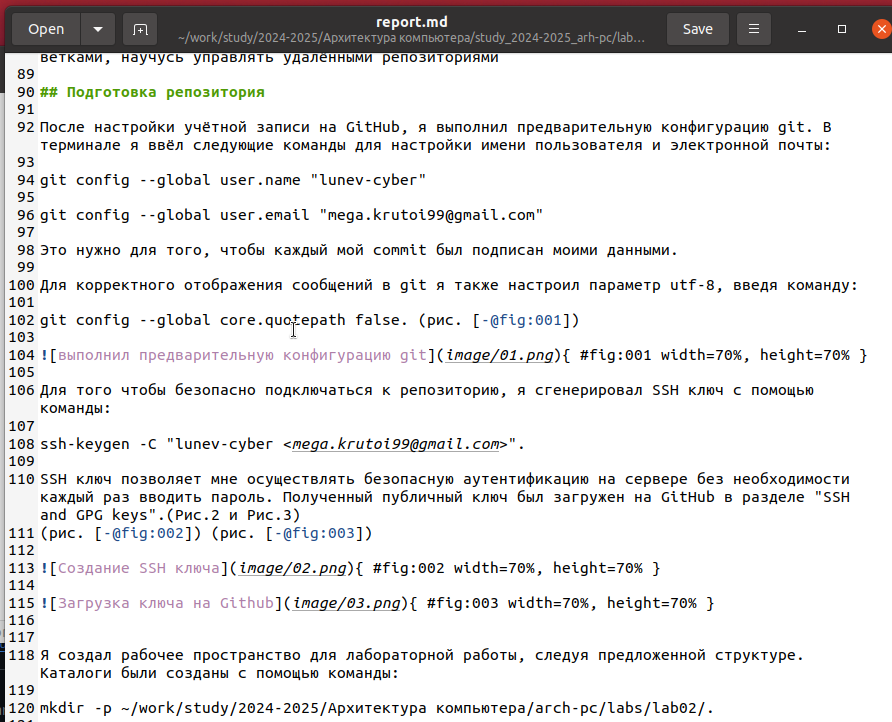 Open
report.md
~/work/study/2024-2025/Архитектура компьютера/study_2024-2025_arh-pc/lab...
Save
ветками, научусь управлять удаленными репозиториями
89
90 ## Подготовка репозитория
91
92 После настройки учётной записи на GitHub, я выполнил предварительную конфигурацию git. В
терминале я ввёл следующие команды для настройки имени пользователя и электронной почты:
93
94 git config --global user.name "lunev-cyber"
95
96 git config --global user.email "mega.krutoi99@gmail.com"
97
98 Это нужно для того, чтобы каждый мой commit был подписан моими данными.
99
100 Для корректного отображения сообщений в git я также настроил параметр utf-8, введя команду:
101
102 git config --global core.quotepath false. (рис. [-@fig:001])
103
104 ![выполнил предварительную конфигурацию git](image/01.png){ #fig:001 width=70%, height=70% }
105
106 Для того чтобы безопасно подключаться к репозиторию, я сгенерировал SSH ключ с помощью
команды:
107
108 ssh-keygen -C "lunev-cyber <mega.krutoi99@gmail.com>".
109
110 SSH ключ позволяет мне осуществлять безопасную аутентификацию на сервере без необходимости
каждый раз вводить пароль. Полученный публичный ключ был загружен на GitHub в разделе "SSH
and GPG keys".(Рис.2 и Рис.3)
111 (рис. [-@fig:002]) (рис. [-@fig:003])
112
113 ![Создание SSH ключа](image/02.png){ #fig:002 width=70%, height=70% }
114
115 ![Загрузка ключа на Github](image/03.png){ #fig:003 width=70%, height=70% }
116
117
118 Я создал рабочее пространство для лабораторной работы, следуя предложенной структуре.
Каталоги были созданы с помощью команды:
119
120 mkdir -p ~/work/study/2024-2025/Архитектура компьютера/arch-pc/labs/lab02/.